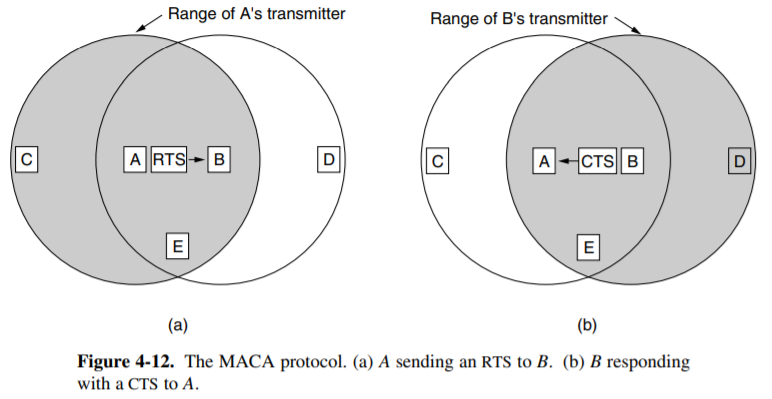 Range of A's transmitter
Range of B's transmitter
C
A
RTS
B
D
E
C
A
CTS
B
D
E
(a)
(b)
Figure 4-12. The MACA protocol. (a) A sending an RTS to B. (b) B responding
with a CTS to A.